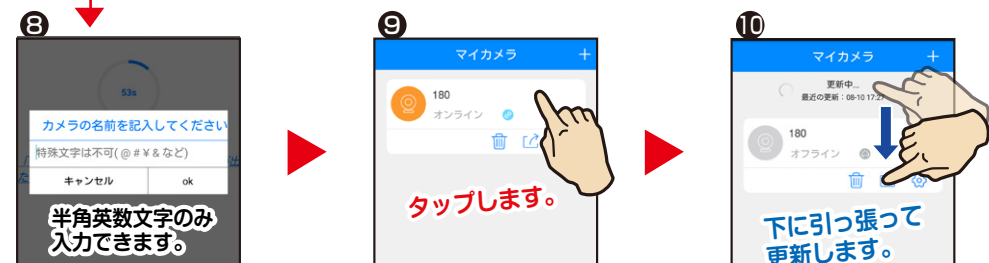 ⑧
53s
カメラの名前を記入してください
特殊文字は不可(@#¥&など)
キャンセル
ok
半角英数文字のみ
入力できます。
⑨
マイカメラ
+
180
オンライン
タップします。
⑩
マイカメラ
+
更新中...
最近の更新:08-10 17:27
180
オフライン
下に引っ張って
更新します。